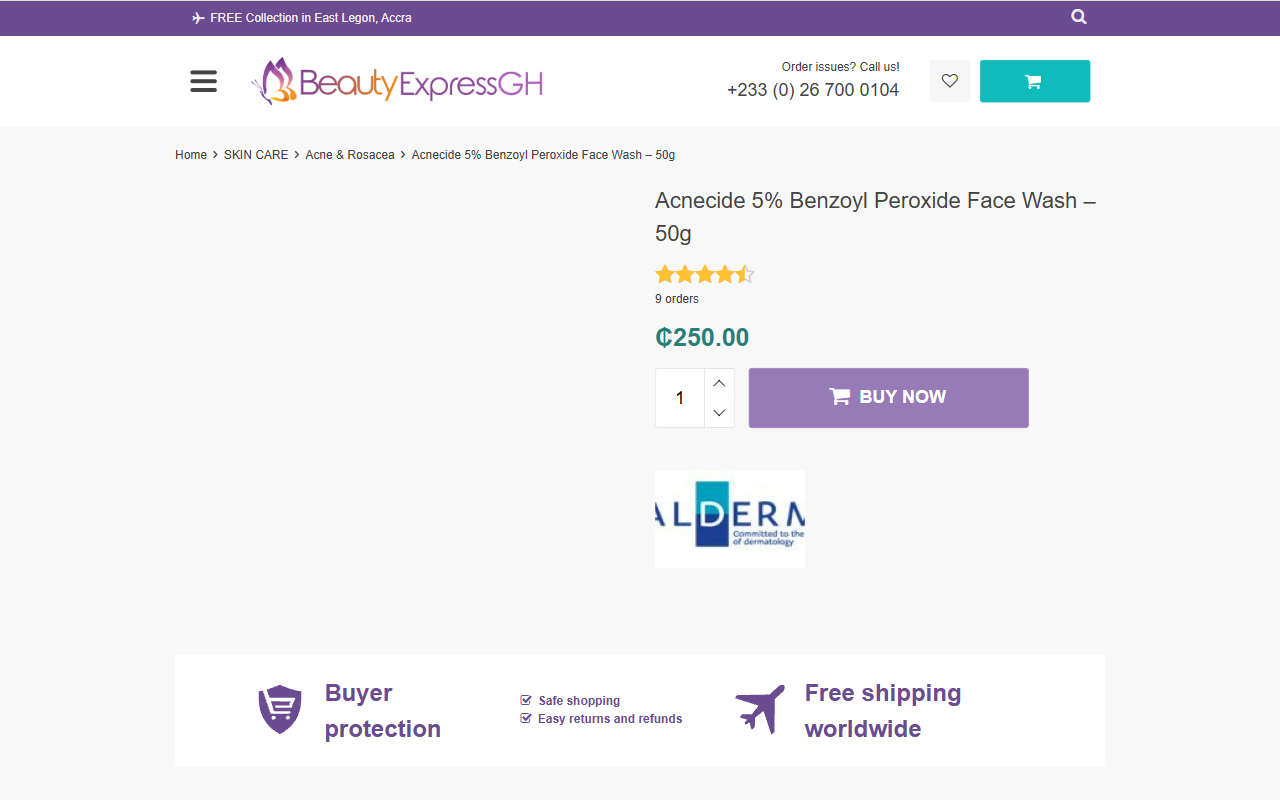 FREE Collection in East Legon, Accra
BeautyExpressGH
Order issues? Call us!
+233 (0) 26 700 0104
Home > SKIN CARE > Acne & Rosacea > Acnecide 5% Benzoyl Peroxide Face Wash – 50g
Acnecide 5% Benzoyl Peroxide Face Wash –
50g
9 orders
₵250.00
1
BUY NOW
ALDERM
Committed to the
of dermatology
Buyer
protection
Safe shopping
Easy returns and refunds
Free shipping
worldwide